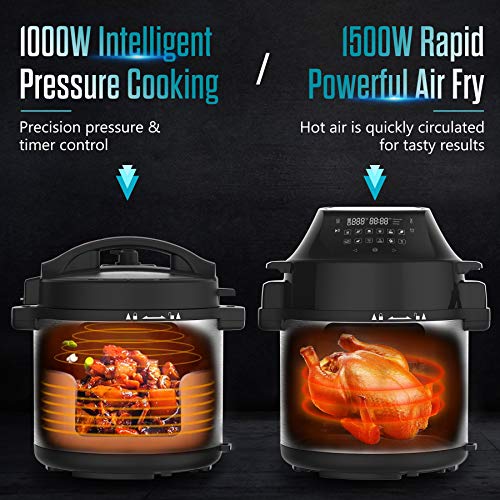 1000W Intelligent
Pressure Cooking
Precision pressure &
timer control
/
1500W Rapid
Powerful Air Fry
Hot air is quickly circulated
for tasty results